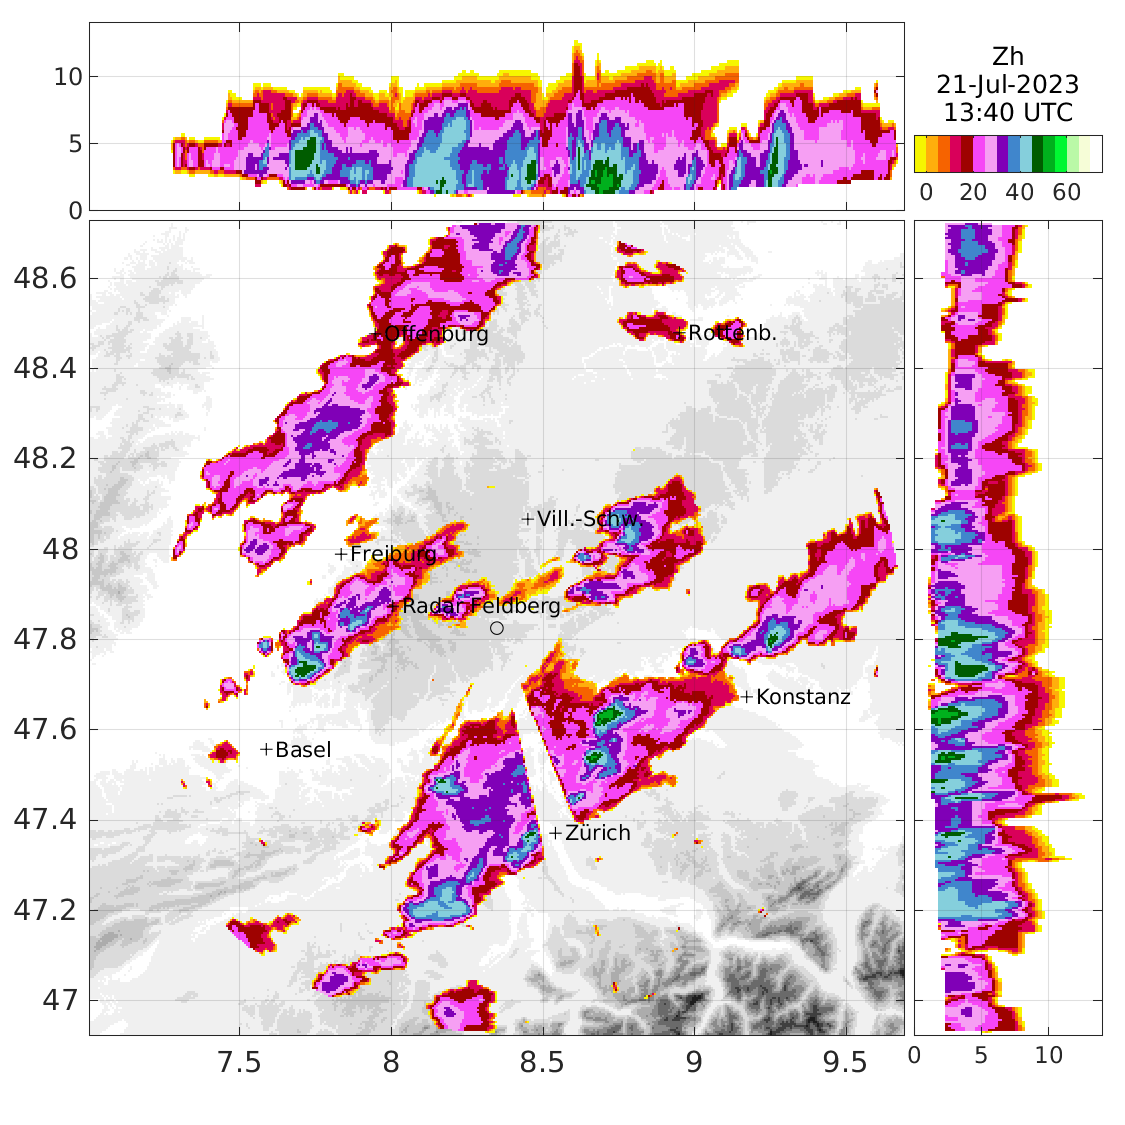 Zh
21-Jul-2023
13:40 UTC
0 20 40 60
10
5
0
48.6
48.4
48.2
48
47.8
47.6
47.4
47.2
47
Offenburg
Rottenb.
Vill.-Schw.
Freiburg
Radar Feldberg
Konstanz
Basel
Zürich
7.5 8 8.5 9 9.5
0 5 10